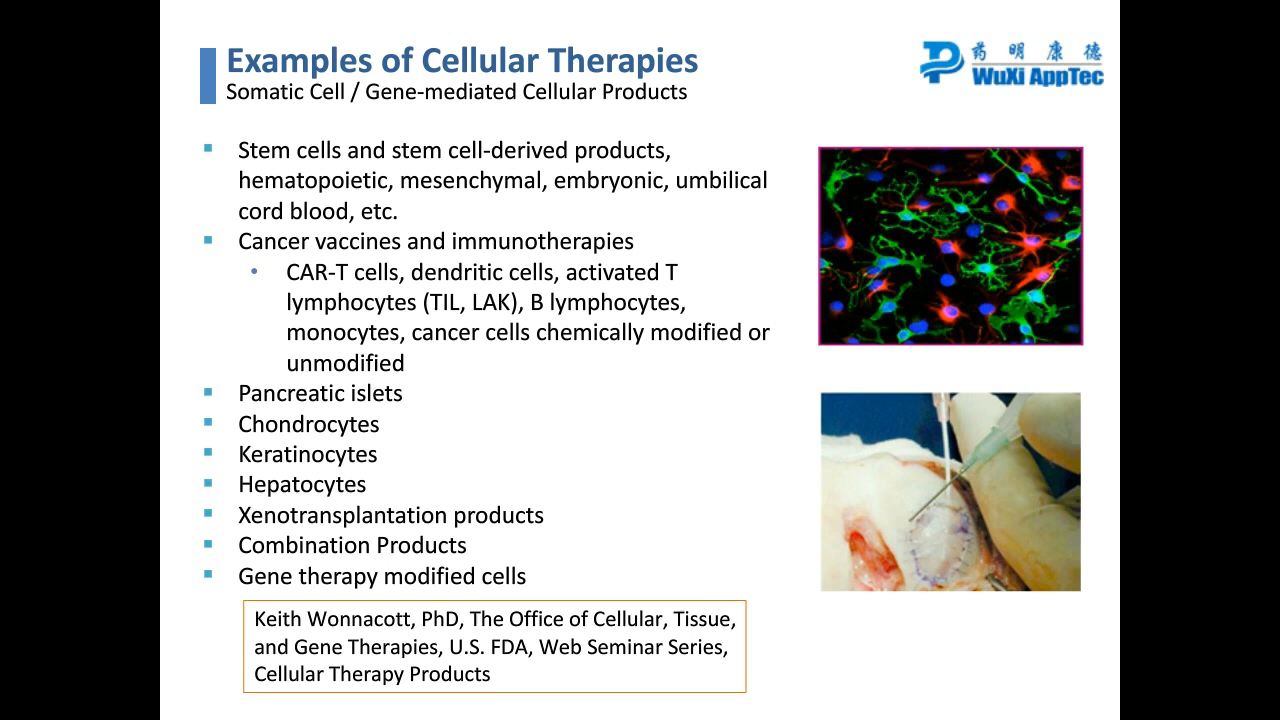 Examples of Cellular Therapies
Somatic Cell / Gene-mediated Cellular Products
药明康德
WuXi AppTec
Stem cells and stem cell-derived products,
hematopoietic, mesenchymal, embryonic, umbilical
cord blood, etc.
Cancer vaccines and immunotherapies
CAR-T cells, dendritic cells, activated T
lymphocytes (TIL, LAK), B lymphocytes,
monocytes, cancer cells chemically modified or
unmodified
Pancreatic islets
Chondrocytes
Keratinocytes
Hepatocytes
Xenotransplantation products
Combination Products
Gene therapy modified cells
Keith Wonnacott, PhD, The Office of Cellular, Tissue,
and Gene Therapies, U.S. FDA, Web Seminar Series,
Cellular Therapy Products